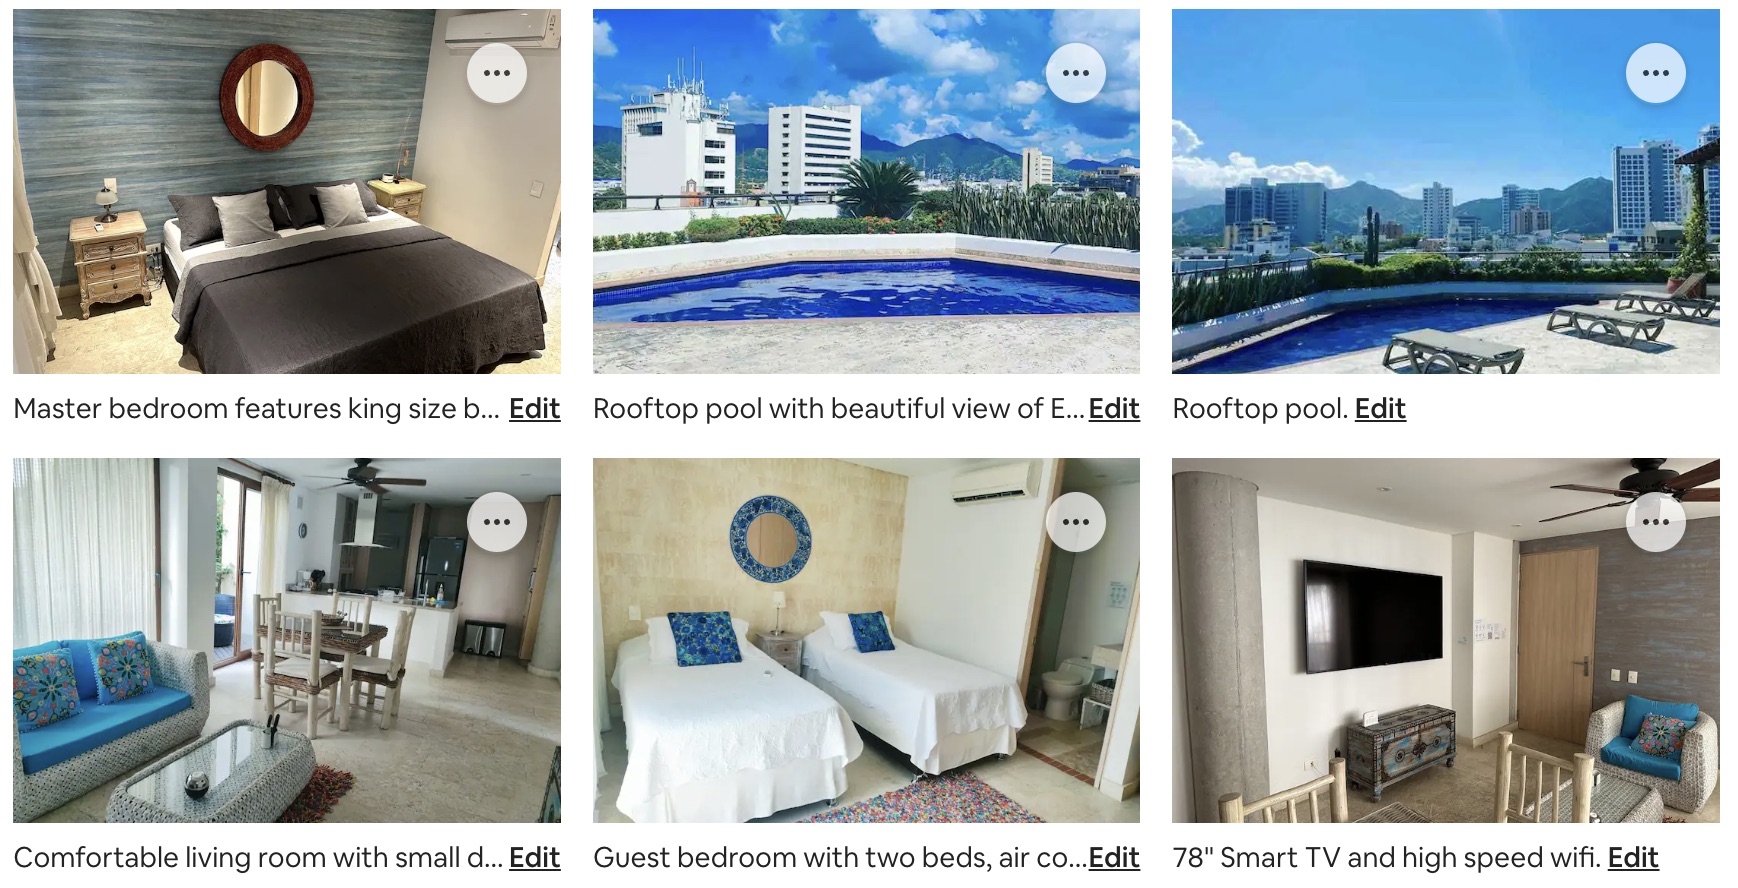 Master bedroom features king size b... Edit
Rooftop pool with beautiful view of E... Edit
Rooftop pool. Edit
Comfortable living room with small d... Edit
Guest bedroom with two beds, air co... Edit
78" Smart TV and high speed wifi. Edit